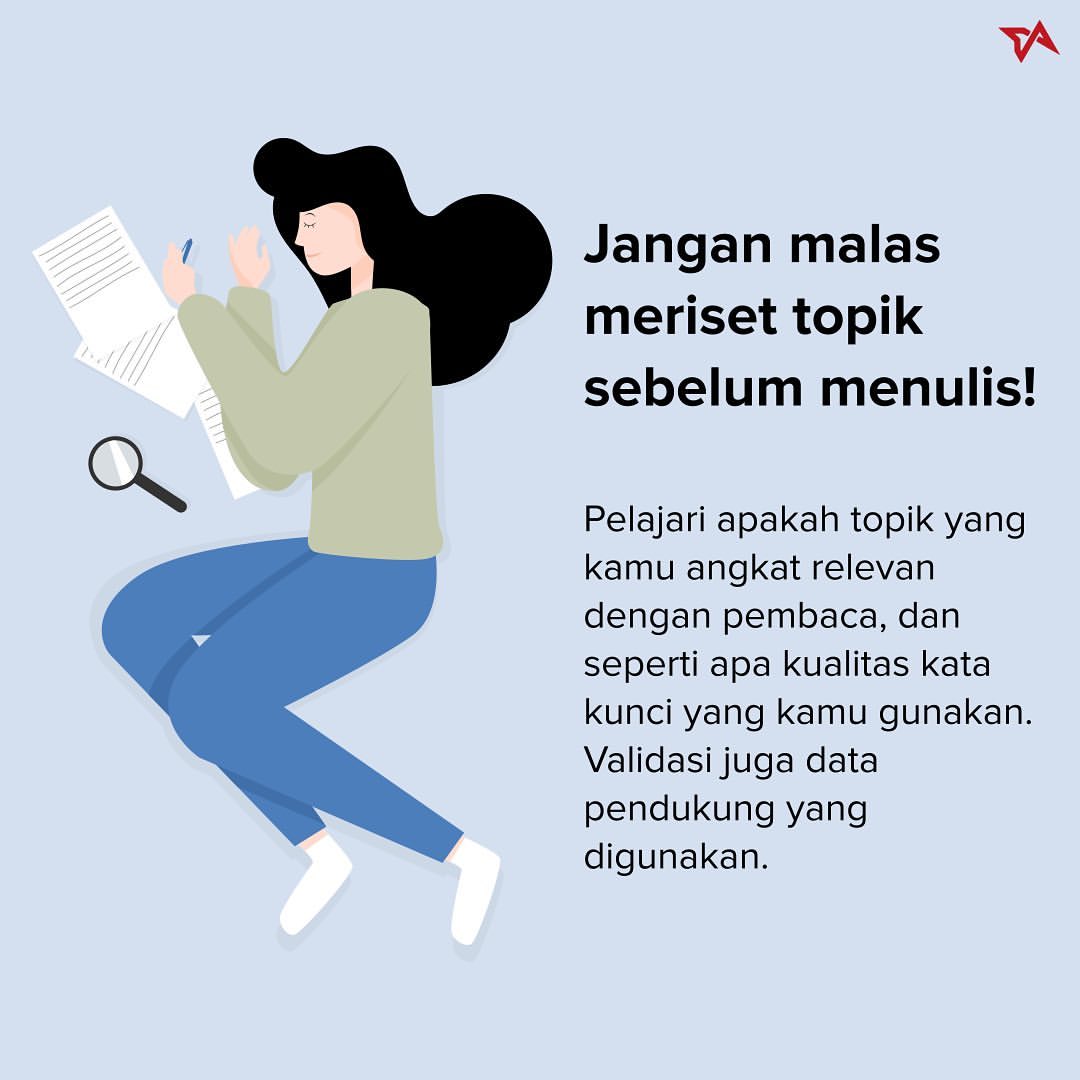 Jangan malas
meriset topik
sebelum menulis!
Pelajari apakah topik yang
kamu angkat relevan
dengan pembaca, dan
seperti apa kualitas kata
kunci yang kamu gunakan.
Validasi juga data
pendukung yang
digunakan.